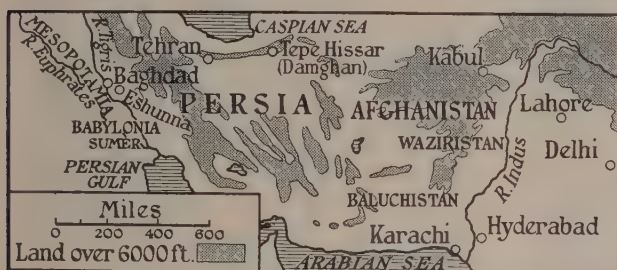 CASPIAN SEA
MESOPOTAMIA
R. Tigris
R. Euphrates
Tehran
Tepe Hissar
(Damghan)
Kabul
Baghdad
Eshunna
PERSIA
AFGHANISTAN
Lahore
BABYLONIA
SUMER
WAZIRISTAN
Delhi
PERSIAN
GULF
R. Indus
BALUCHISTAN
Miles
0 200 400 600
Karachi
Hyderabad
Land over 6000 ft.
ARABIAN SEA